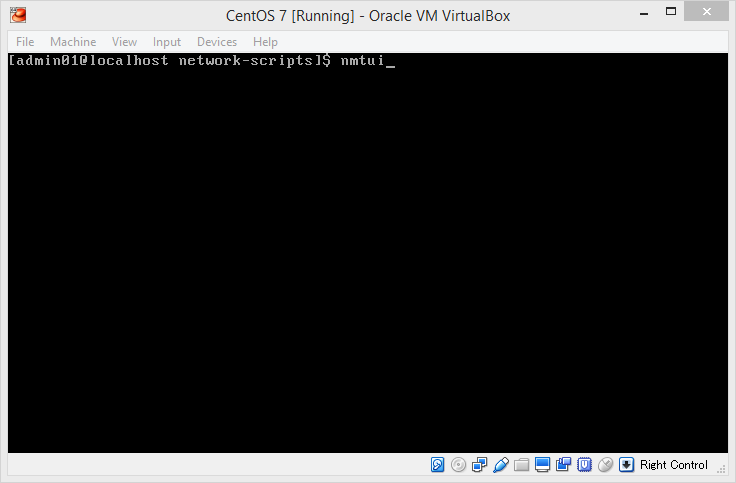 CentOS 7 [Running] - Oracle VM VirtualBox
File Machine View Input Devices Help
[admin01@localhost network-scripts]$ nmtui_
Right Control